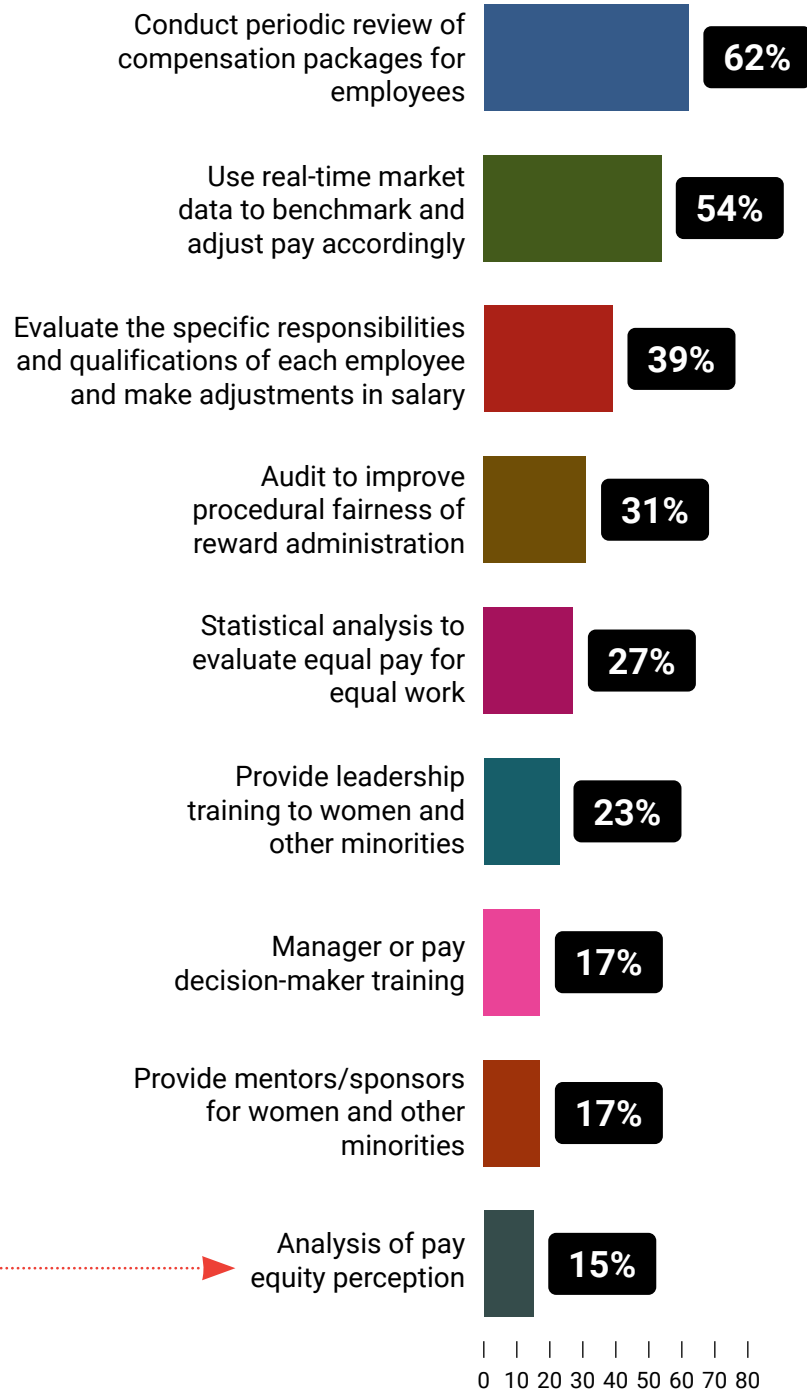 Conduct periodic review of
compensation packages for
employees
62%
Use real-time market
data to benchmark and
adjust pay accordingly
54%
Evaluate the specific responsibilities
and qualifications of each employee
and make adjustments in salary
39%
Audit to improve
procedural fairness of
reward administration
31%
Statistical analysis to
evaluate equal pay for
equal work
27%
Provide leadership
training to women and
other minorities
23%
Manager or pay
decision-maker training
17%
Provide mentors/sponsors
for women and other
minorities
17%
Analysis of pay
equity perception
15%
0 10 20 30 40 50 60 70 80